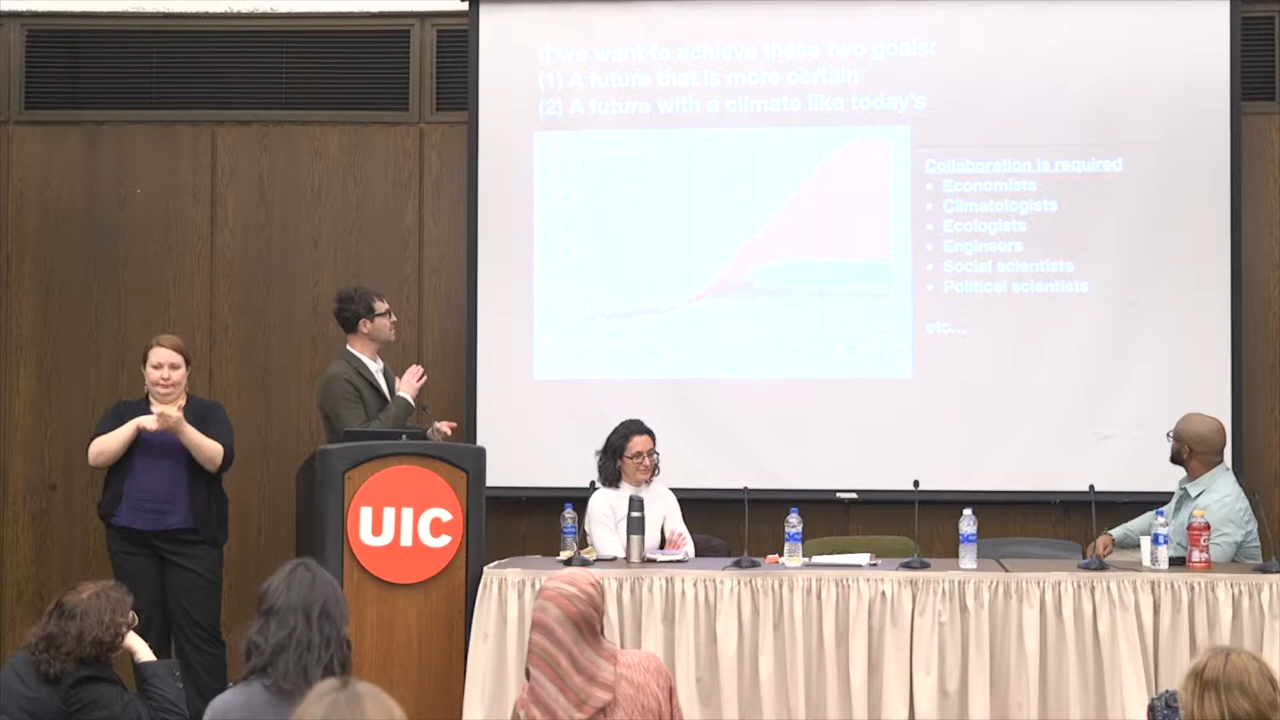 If we want to achieve these two goals:
(1) A future that is more certain
(2) A future with a climate like today's
Collaboration is required
• Economists
• Climatologists
• Ecologists
• Engineers
• Social scientists
• Political scientists
etc...
UIC